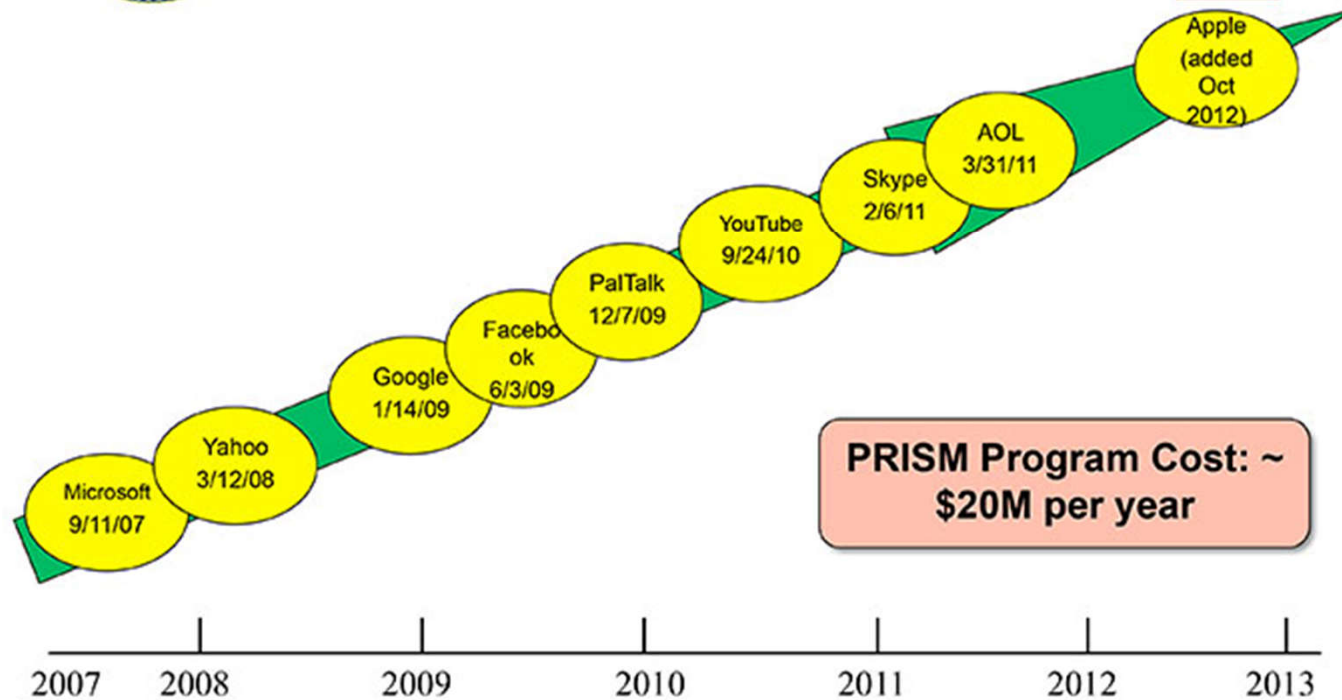 Apple
(added
Oct
2012)
AOL
3/31/11
Skype
2/6/11
YouTube
9/24/10
PalTalk
12/7/09
Facebo
ok
6/3/09
Google
1/14/09
Yahoo
3/12/08
Microsoft
9/11/07
PRISM Program Cost: ~
$20M per year
2007 2008 2009 2010 2011 2012 2013